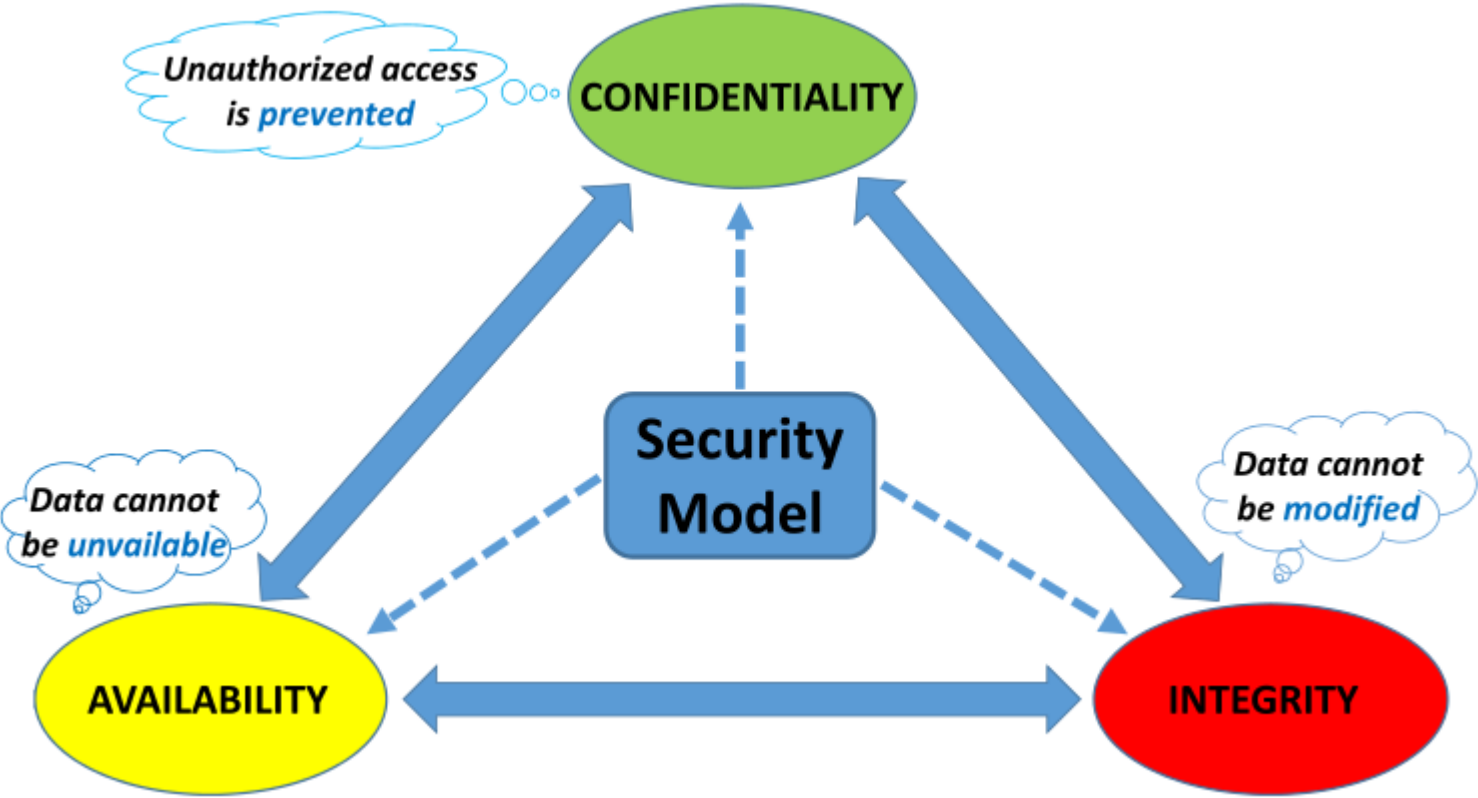 Unauthorized access
is prevented
CONFIDENTIALITY
Security
Model
Data cannot
be unvailable
Data cannot
be modified
AVAILABILITY
INTEGRITY